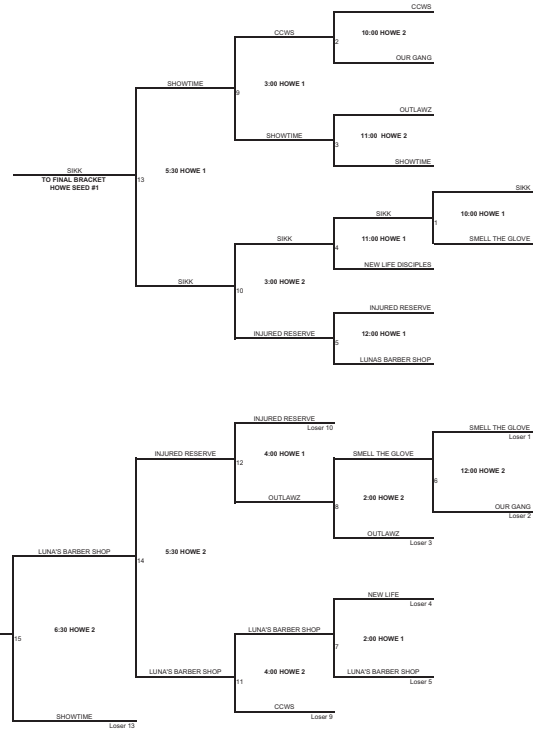 CCWS
10:00 HOWE 2
2
OUR GANG
CCWS
3:00 HOWE 1
9
OUTLAWZ
11:00 HOWE 2
3
SHOWTIME
SHOWTIME
SHOWTIME
5:30 HOWE 1
13
SIKK
TO FINAL BRACKET
HOWE SEED #1
SIKK
10:00 HOWE 1
1
SMELL THE GLOVE
SIKK
11:00 HOWE 1
4
NEW LIFE DISCIPLES
SIKK
3:00 HOWE 2
10
SIKK
INJURED RESERVE
12:00 HOWE 1
5
LUNAS BARBER SHOP
INJURED RESERVE
INJURED RESERVE
Loser 10
4:00 HOWE 1
12
INJURED RESERVE
SMELL THE GLOVE
Loser 1
12:00 HOWE 2
6
OUR GANG
Loser 2
SMELL THE GLOVE
2:00 HOWE 2
8
OUTLAWZ
OUTLAWZ
Loser 3
5:30 HOWE 2
14
LUNA'S BARBER SHOP
6:30 HOWE 2
15
NEW LIFE
Loser 4
2:00 HOWE 1
7
LUNA'S BARBER SHOP
Loser 5
LUNA'S BARBER SHOP
4:00 HOWE 2
11
LUNA'S BARBER SHOP
CCWS
Loser 9
SHOWTIME
Loser 13